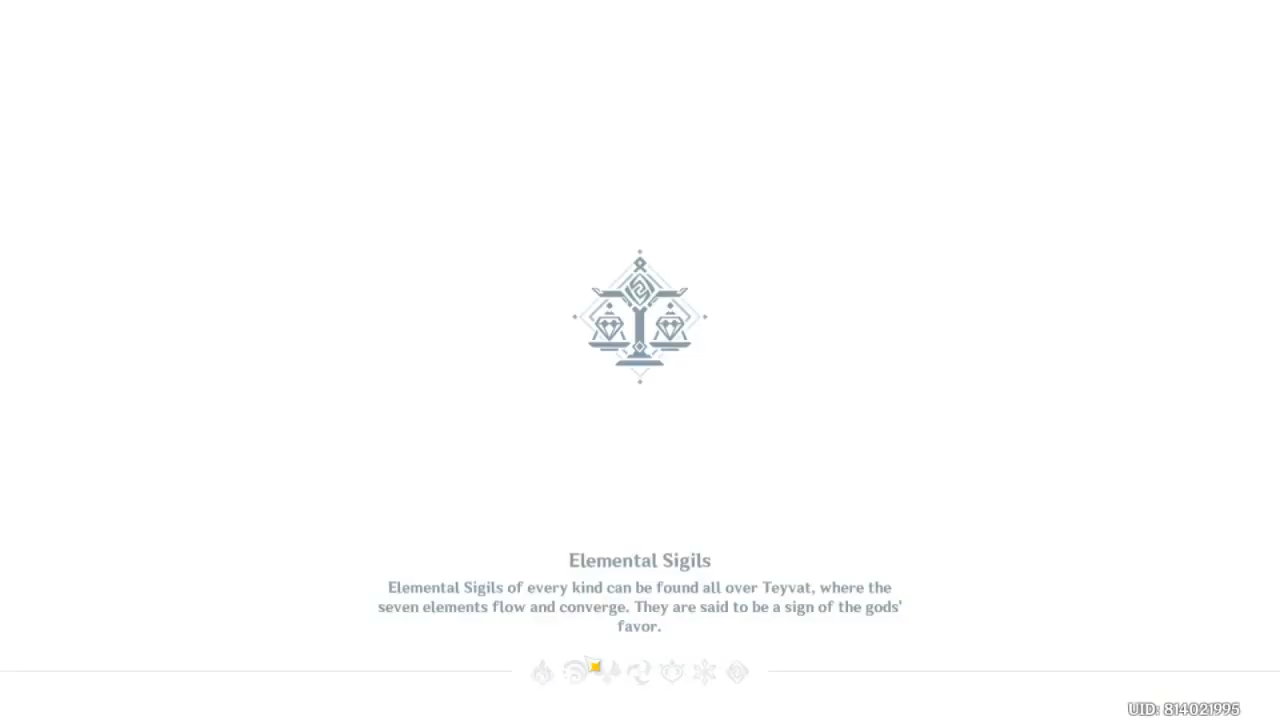 Elemental Sigils
Elemental Sigils of every kind can be found all over Teyvat, where the
seven elements flow and converge. They are said to be a sign of the gods'
favor.
UID: 814021995